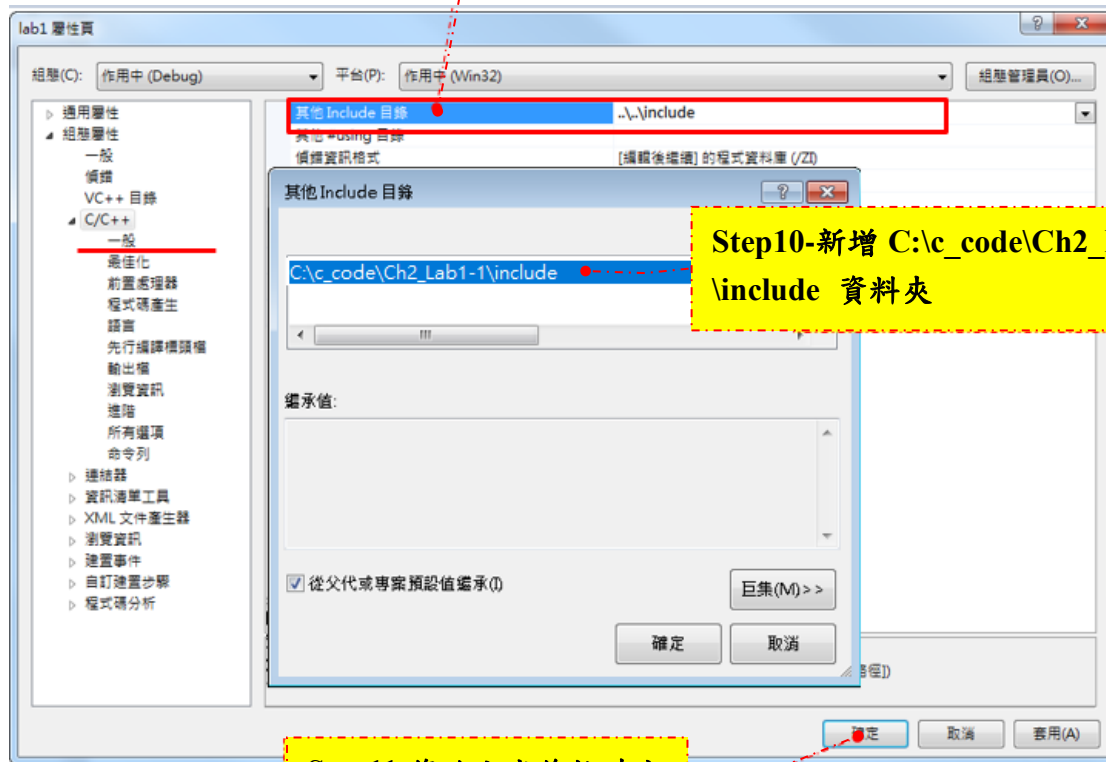 lab1 屬性頁
組態(C): 作用中 (Debug) 平台(P): 作用中 (Win32) 組態管理員(O)...
通用屬性
組態屬性
一般
偵錯
VC++ 目錄
C/C++
一般
最佳化
前置處理器
程式碼產生
語言
先行編譯標頭檔
輸出檔
瀏覽資訊
進階
所有選項
命令列
連結器
資訊清單工具
XML 文件產生器
瀏覽資訊
建置事件
自訂建置步驟
程式碼分析
其他 Include 目錄 ..\..\include
其他 #using 目錄
偵錯資訊格式 [編輯後繼續] 的程式資料庫 (/ZI)
其他 Include 目錄
C:\c_code\Ch2_Lab1-1\include
Step10-新增 C:\c_code\Ch2_
\include 資料夾
繼承值:
從父代或專案預設值繼承(I)
巨集(M)>>
確定 取消
路徑])
確定 取消 套用(A)